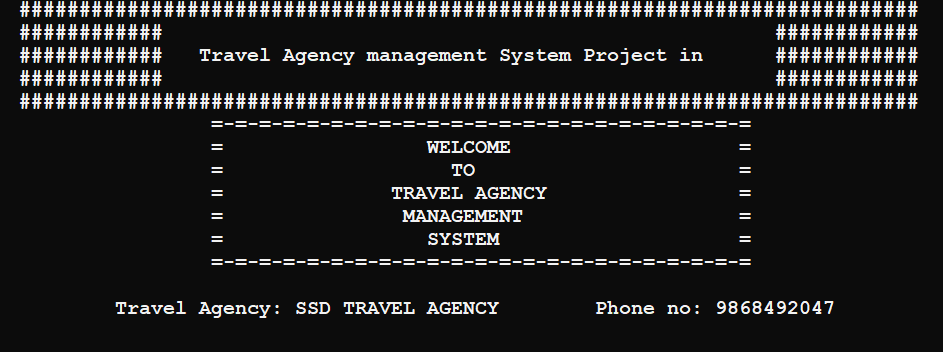 ###########################################################################
############                                                   ############
############   Travel Agency management System Project in      ############
############                                                   ############
###########################################################################
=-=-=-=-=-=-=-=-=-=-=-=-=-=-=-=-=-=-=-=-=-=-=
=                 WELCOME                   =
=                   TO                      =
=              TRAVEL AGENCY                =
=               MANAGEMENT                  =
=                 SYSTEM                    =
=-=-=-=-=-=-=-=-=-=-=-=-=-=-=-=-=-=-=-=-=-=-=
Travel Agency: SSD TRAVEL AGENCY        Phone no: 9868492047